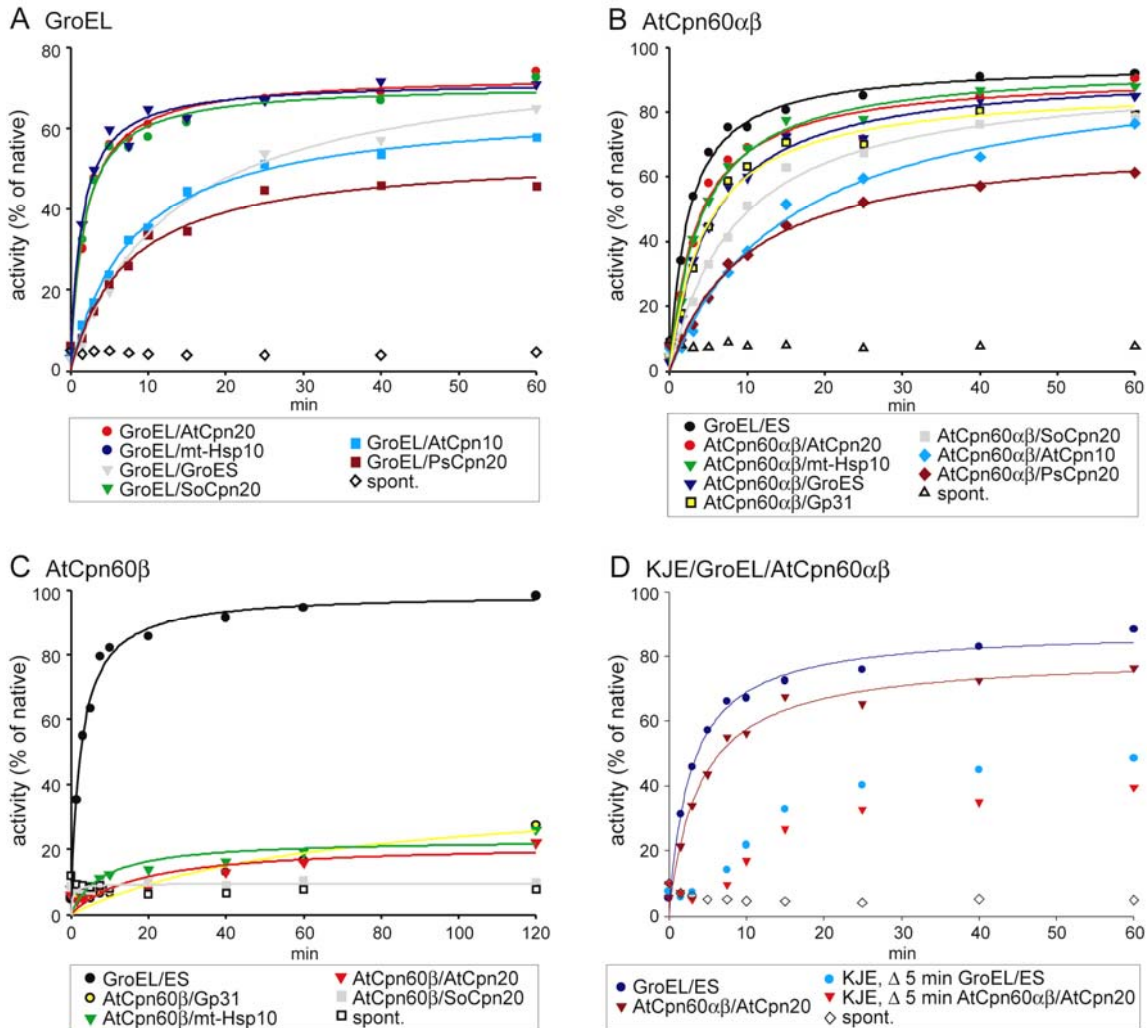 A GroEL
80
60
40
20
0
activity (% of native)
0 10 20 30 40 50 60
min
GroEL/AtCpn20
GroEL/mt-Hsp10
GroEL/GroES
GroEL/SoCpn20
GroEL/AtCpn10
GroEL/PsCpn20
spont.
B AtCpn60αβ
100
80
60
40
20
0
activity (% of native)
0 10 20 30 40 50 60
min
GroEL/ES
AtCpn60αβ/AtCpn20
AtCpn60αβ/mt-Hsp10
AtCpn60αβ/GroES
AtCpn60αβ/Gp31
AtCpn60αβ/SoCpn20
AtCpn60αβ/AtCpn10
AtCpn60αβ/PsCpn20
spont.
C AtCpn60β
100
80
60
40
20
0
activity (% of native)
0 20 40 60 80 100 120
min
GroEL/ES
AtCpn60β/Gp31
AtCpn60β/mt-Hsp10
AtCpn60β/AtCpn20
AtCpn60β/SoCpn20
spont.
D KJE/GroEL/AtCpn60αβ
100
80
60
40
20
0
activity (% of native)
0 10 20 30 40 50 60
min
GroEL/ES
AtCpn60αβ/AtCpn20
KJE, Δ 5 min GroEL/ES
KJE, Δ 5 min AtCpn60αβ/AtCpn20
spont.